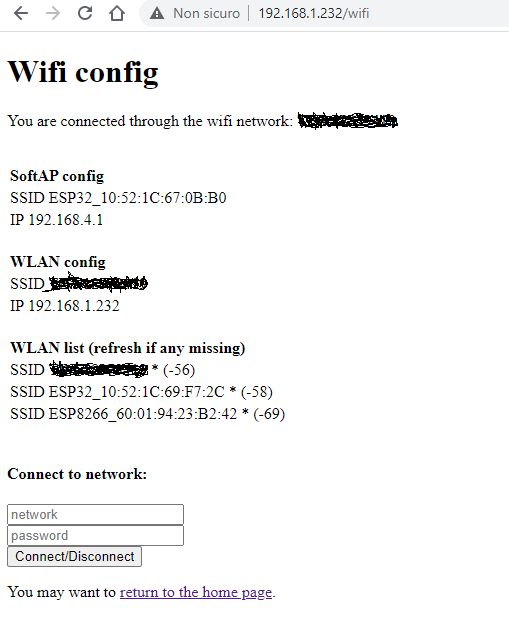 Non sicuro | 192.168.1.232/wifi
Wifi config
You are connected through the wifi network:
SoftAP config
SSID ESP32_10:52:1C:67:0B:B0
IP 192.168.4.1
WLAN config
SSID
IP 192.168.1.232
WLAN list (refresh if any missing)
SSID * (-56)
SSID ESP32_10:52:1C:69:F7:2C * (-58)
SSID ESP8266_60:01:94:23:B2:42 * (-69)
Connect to network:
network
password
Connect/Disconnect
You may want to return to the home page.